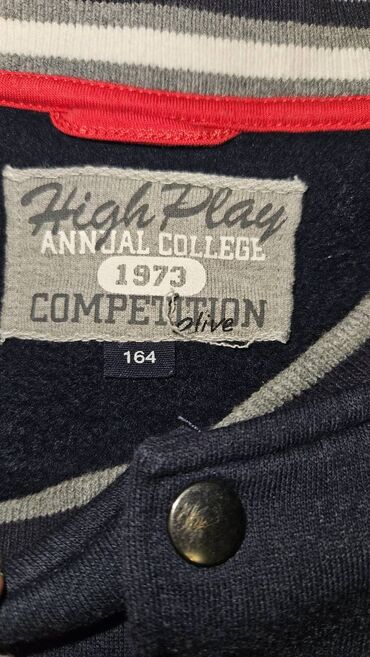 High Play
ANNUAL COLLEGE
1973
COMPETITION
olive
164